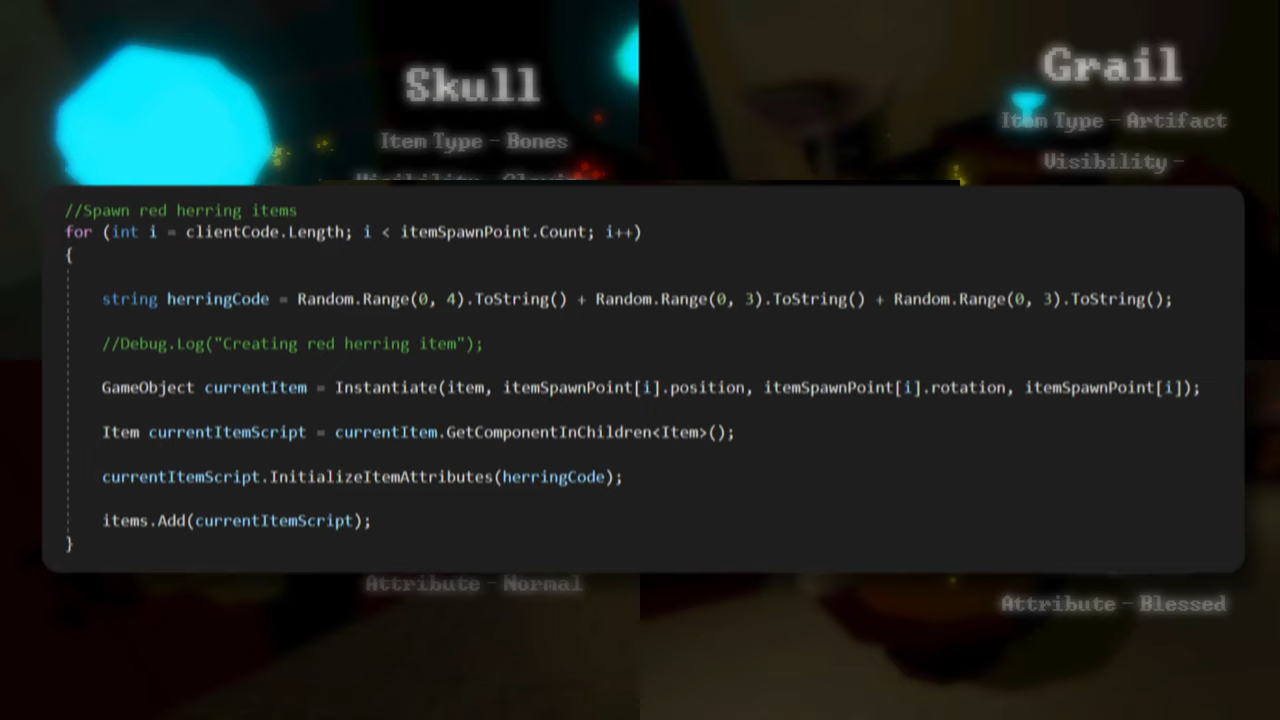 Skull
Item Type - Bones
Grail
Item Type - Artifact
Visibility -
//Spawn red herring items
for (int i = clientCode.Length; i < itemSpawnPoint.Count; i++)
{
string herringCode = Random.Range(0, 4).ToString() + Random.Range(0, 3).ToString() + Random.Range(0, 3).ToString();
//Debug.Log("Creating red herring item");
GameObject currentItem = Instantiate(item, itemSpawnPoint[i].position, itemSpawnPoint[i].rotation, itemSpawnPoint[i]);
Item currentItemScript = currentItem.GetComponentInChildren<Item>();
currentItemScript.InitializeItemAttributes(herringCode);
items.Add(currentItemScript);
}
Attribute - Normal
Attribute - Blessed